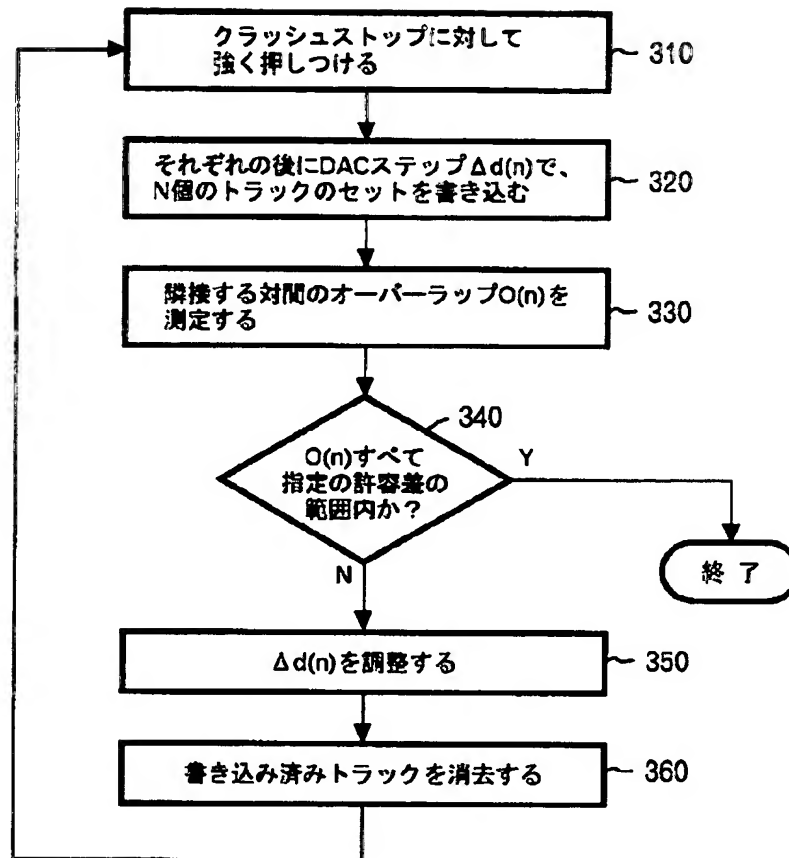 クラッシュストップに対して
強く押しつける
310
それぞれの後にDACステップΔd(n)で、
N個のトラックのセットを書き込む
320
隣接する対間のオーバーラップO(n)を
測定する
330
340
O(n)すべて
指定の許容差の
範囲内か？
Y
N
終了
Δd(n)を調整する
350
書き込み済みトラックを消去する
360